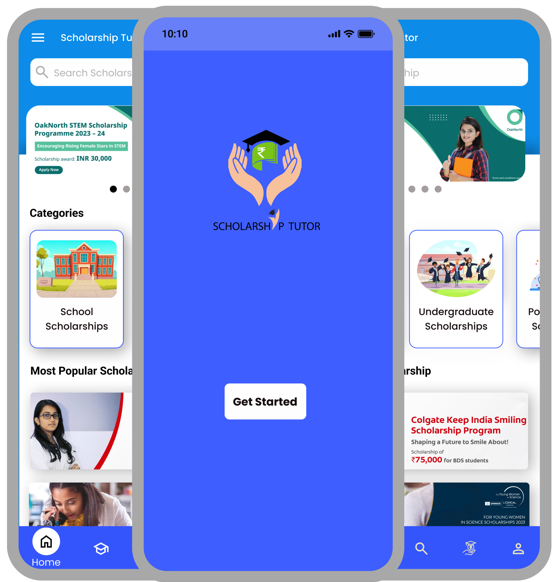 10:10
Scholarship Tu
tor
Search Scholars
hip
OakNorth STEM Scholarship
Programme 2023 – 24
Encouraging Rising Female Stars in STEM
Scholarship award: INR 30,000
Apply Now
OakNorth
SCHOLARSHIP TUTOR
Categories
School
Scholarships
Undergraduate
Scholarships
Po
Sc
Most Popular Schola
rship
Get Started
Colgate Keep India Smiling
Scholarship Program
Shaping a Future to Smile About!
Scholarship of
₹75,000 for BDS students
FOR YOUNG WOMEN
IN SCIENCE SCHOLARSHIPS 2023
Home